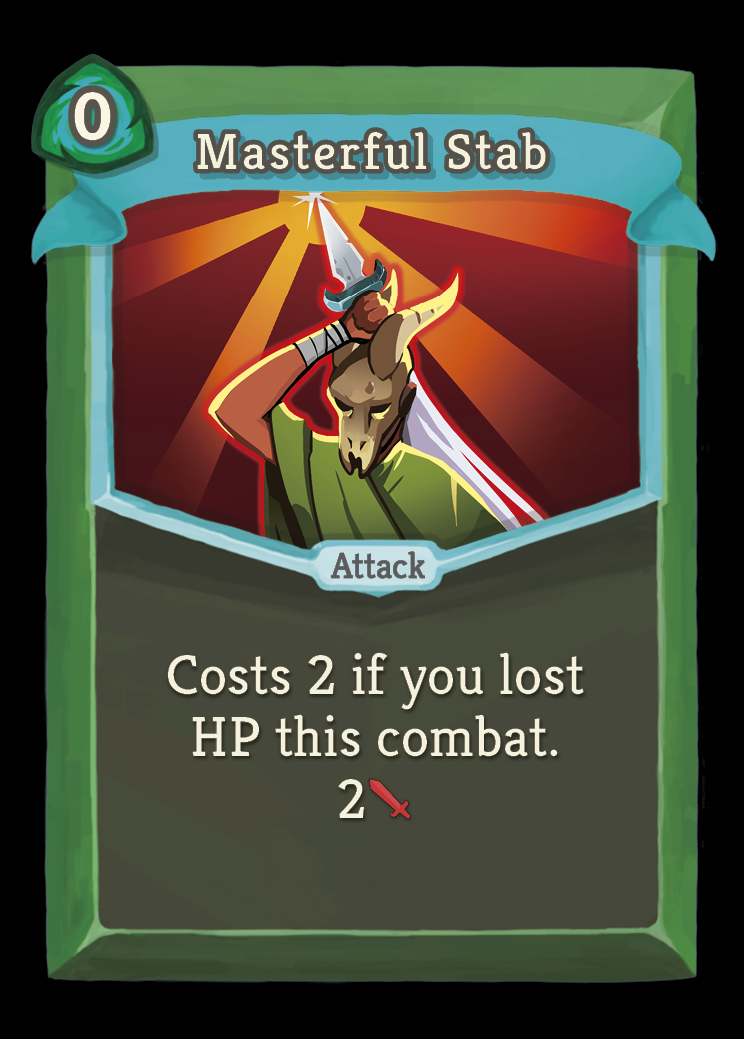 0
Masterful Stab
Attack
Costs 2 if you lost
HP this combat.
2